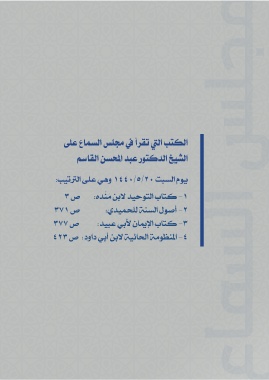 مجلس السماع
الكتب التي تقرأ في مجلس السماع على
الشيخ الدكتور عبد المحسن القاسم
يوم السبت ١٤٤٠/٥/٢٠ وهي على الترتيب:
١- كتاب التوحيد لابن منده: ص ٣
٢- أصول السنة للحميدي: ص ٣٧١
٣- كتاب الإيمان لأبي عبيد: ص ٣٧٧
٤- المنظومة الحائية لابن أبي داود: ص ٤٢٣